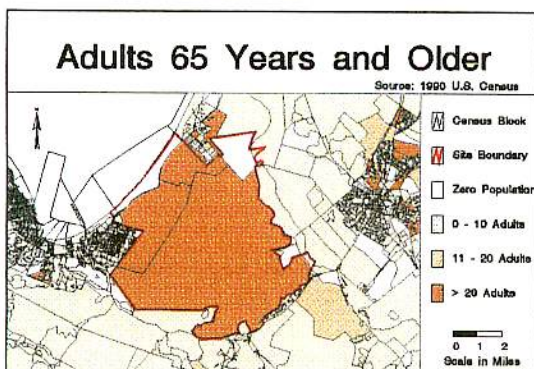 Adults 65 Years and Older
Source: 1990 U.S. Census
Census Block
Site Boundary
Zero Population
0 - 10 Adults
11 - 20 Adults
> 20 Adults
0 1 2
Scale in Miles